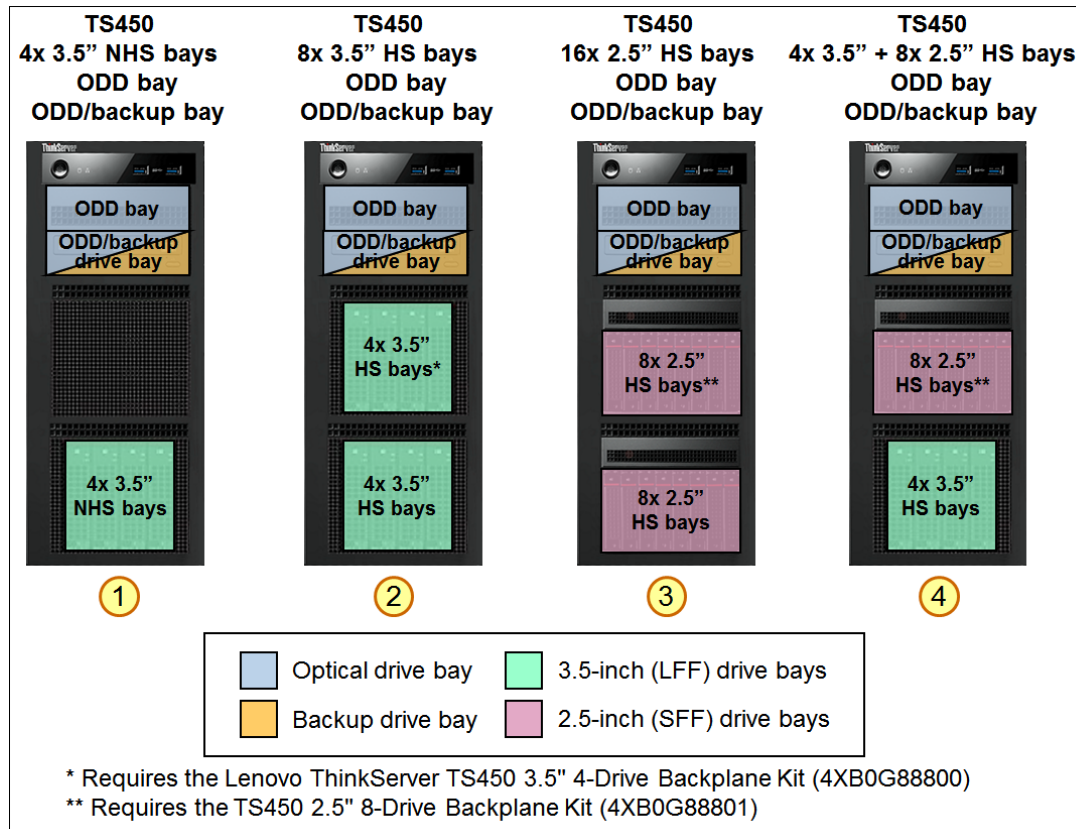 TS450
4x 3.5” NHS bays
ODD bay
ODD/backup bay
TS450
8x 3.5” HS bays
ODD bay
ODD/backup bay
TS450
16x 2.5” HS bays
ODD bay
ODD/backup bay
TS450
4x 3.5” + 8x 2.5” HS bays
ODD bay
ODD/backup bay
ThinkServer
ODD bay
ODD/backup
drive bay
4x 3.5”
NHS bays
1
ThinkServer
ODD bay
ODD/backup
drive bay
4x 3.5”
HS bays*
4x 3.5”
HS bays
2
ThinkServer
ODD bay
ODD/backup
drive bay
8x 2.5”
HS bays**
8x 2.5”
HS bays
3
ThinkServer
ODD bay
ODD/backup
drive bay
8x 2.5”
HS bays**
4x 3.5”
HS bays
4
Optical drive bay
3.5-inch (LFF) drive bays
Backup drive bay
2.5-inch (SFF) drive bays
* Requires the Lenovo ThinkServer TS450 3.5" 4-Drive Backplane Kit (4XB0G88800)
** Requires the TS450 2.5" 8-Drive Backplane Kit (4XB0G88801)